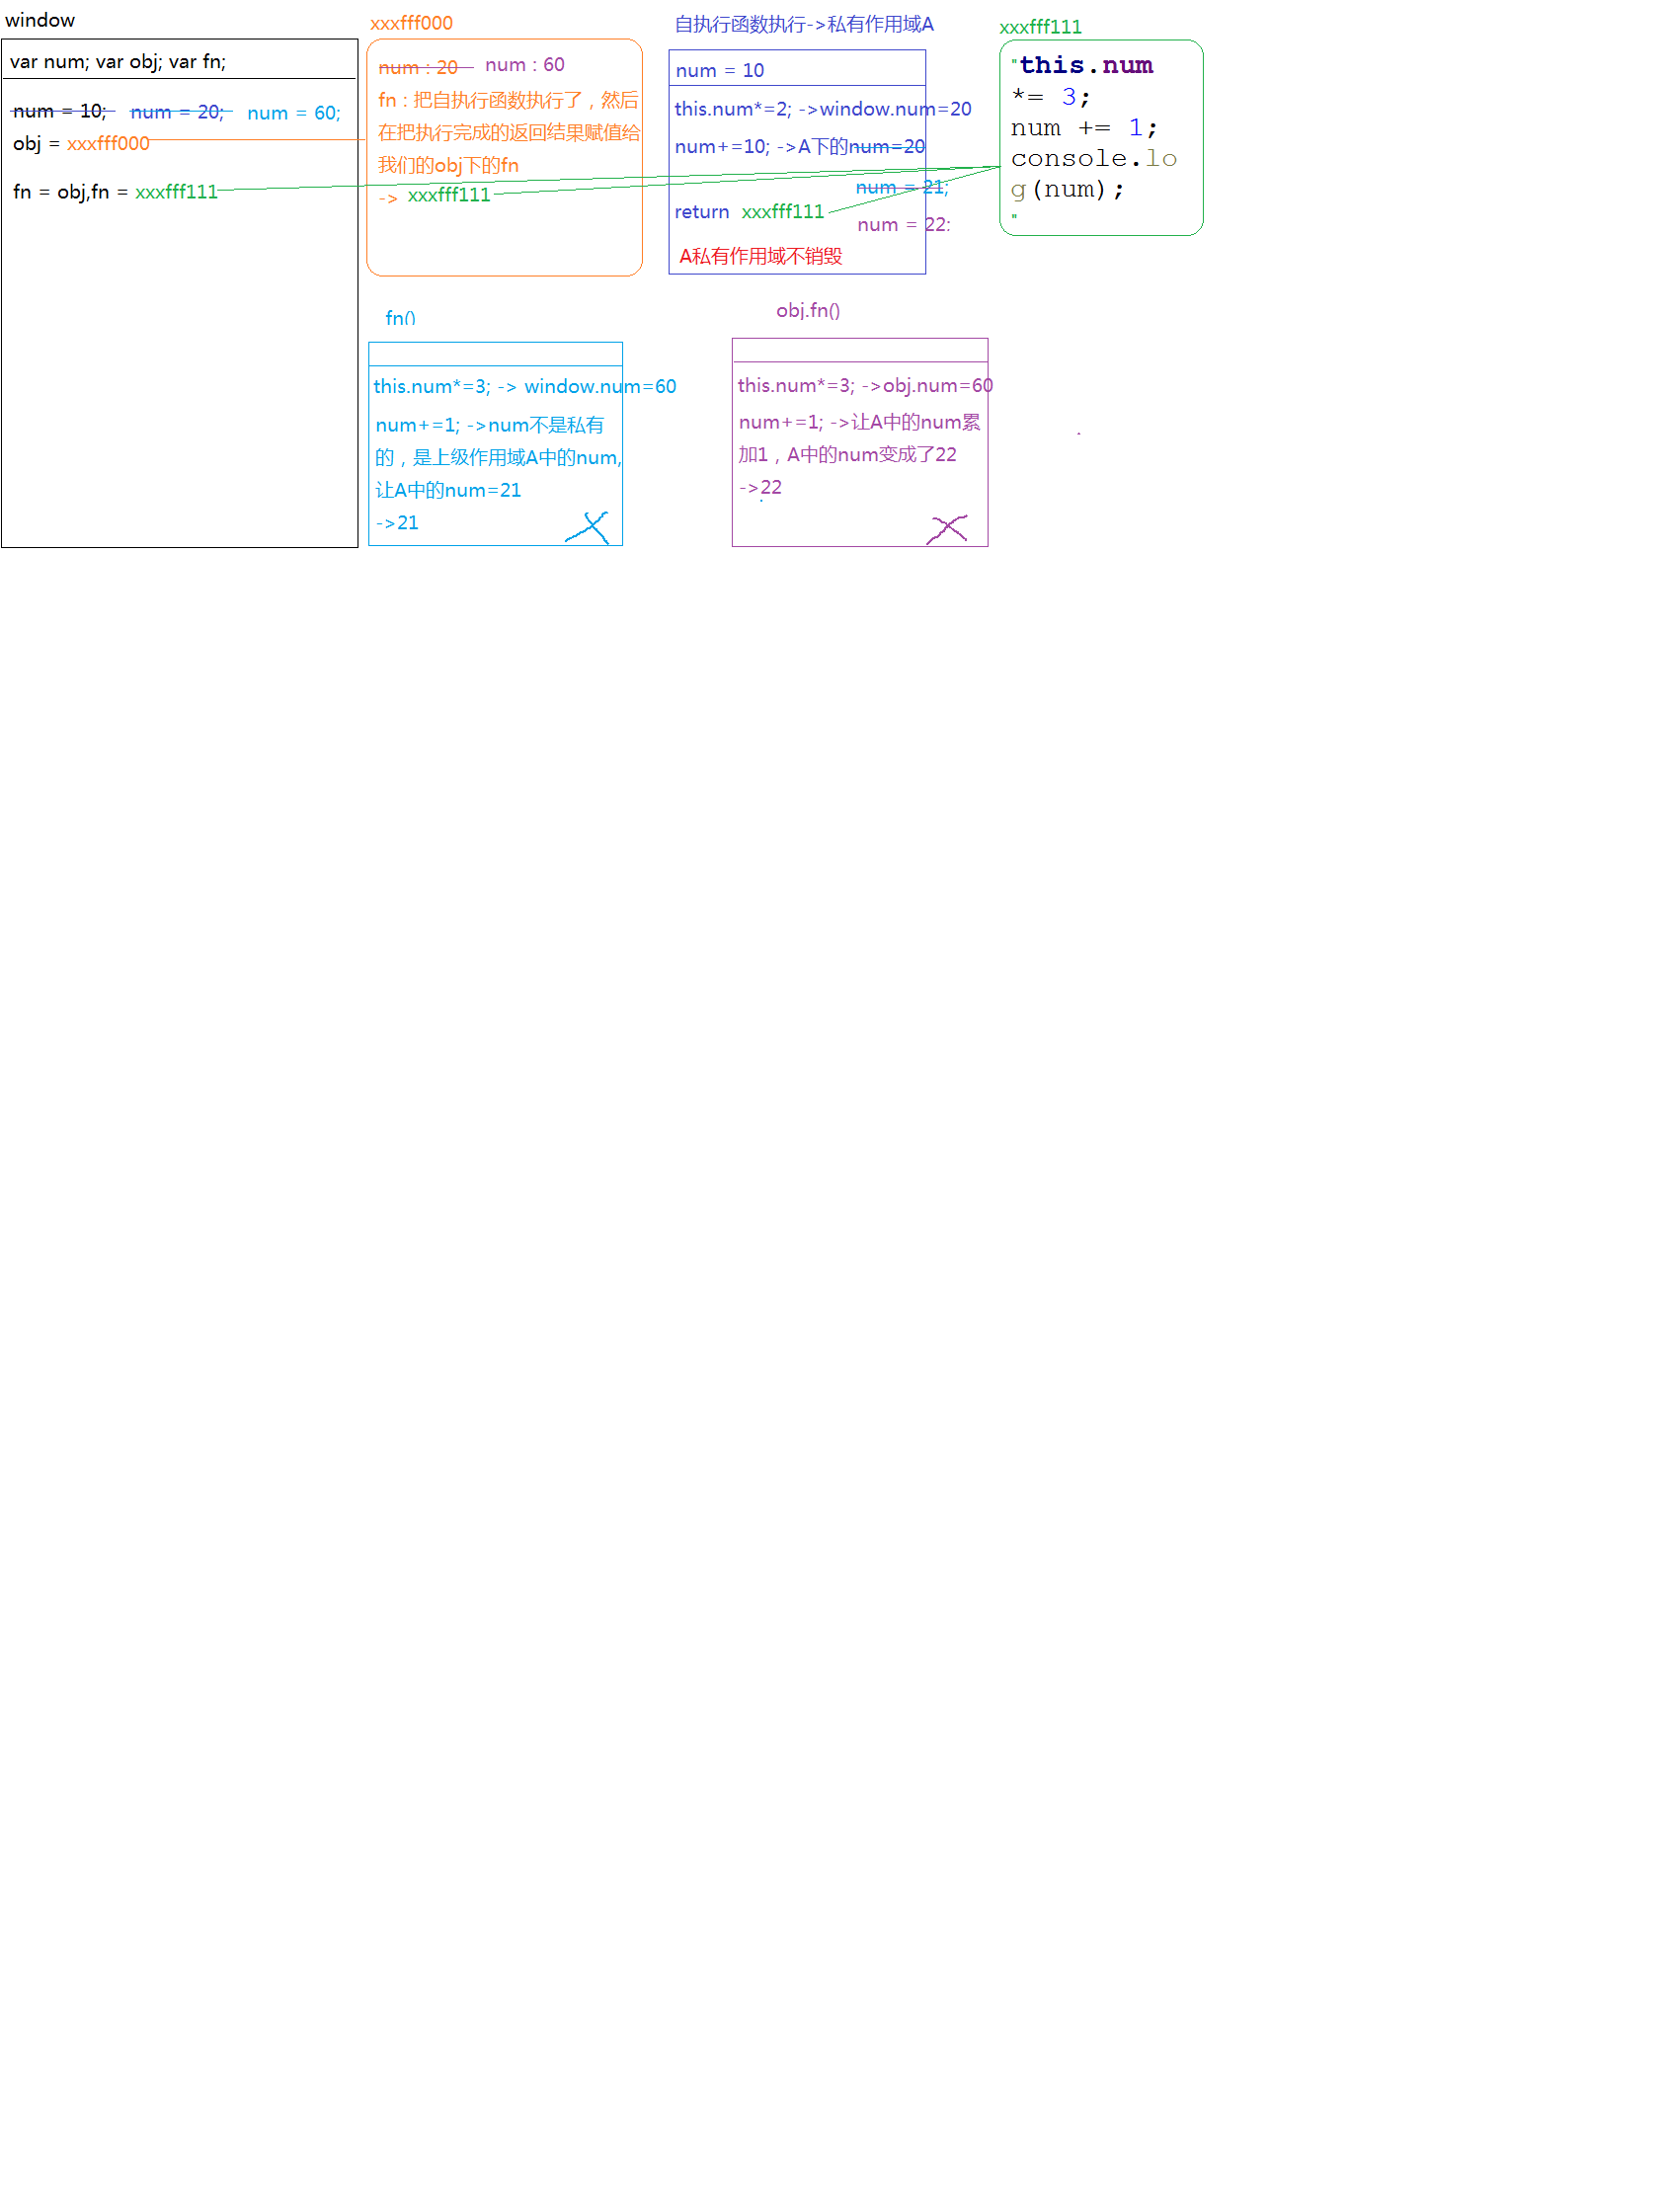 window
var num; var obj; var fn;
num = 10; num = 20; num = 60;
obj = xxxfff000
fn = obj,fn = xxxfff111
xxxfff000
num : 20 num : 60
fn : 把自执行函数执行了，然后
在把执行完成的返回结果赋值给
我们的obj下的fn
-> xxxfff111
自执行函数执行->私有作用域A
num = 10
this.num*=2; ->window.num=20
num+=10; ->A下的num=20
num = 21;
return xxxfff111
num = 22:
A私有作用域不销毁
xxxfff111
"this.num
*= 3;
num += 1;
console.lo
g(num);
"
fn()
this.num*=3; -> window.num=60
num+=1; ->num不是私有
的，是上级作用域A中的num,
让A中的num=21
->21
obj.fn()
this.num*=3; ->obj.num=60
num+=1; ->让A中的num累
加1，A中的num变成了22
->22